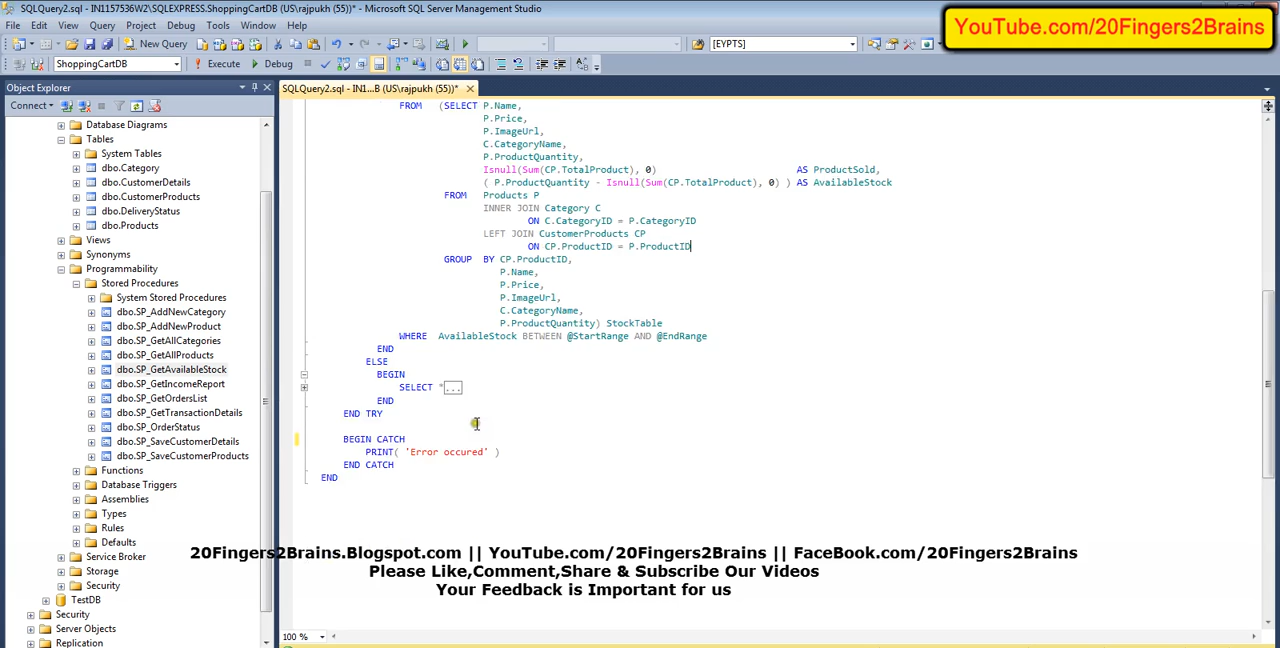 SQLQuery2.sql - IN1157536W2\SQLEXPRESS.ShoppingCartDB (US\rajpukh (55))* - Microsoft SQL Server Management Studio
YouTube.com/20Fingers2Brains
File Edit View Query Project Debug Tools Window Help
New Query [EYPTS]
ShoppingCartDB Execute Debug
Object Explorer
SQLQuery2.sql - IN1...B (US\rajpukh (55))*
Connect
Database Diagrams
Tables
System Tables
dbo.Category
dbo.CustomerDetails
dbo.CustomerProducts
dbo.DeliveryStatus
dbo.Products
Views
Synonyms
Programmability
Stored Procedures
System Stored Procedures
dbo.SP_AddNewCategory
dbo.SP_AddNewProduct
dbo.SP_GetAllCategories
dbo.SP_GetAllProducts
dbo.SP_GetAvailableStock
dbo.SP_GetIncomeReport
dbo.SP_GetOrdersList
dbo.SP_GetTransactionDetails
dbo.SP_OrderStatus
dbo.SP_SaveCustomerDetails
dbo.SP_SaveCustomerProducts
Functions
Database Triggers
Assemblies
Types
Rules
Defaults
Service Broker
Storage
Security
TestDB
Security
Server Objects
Replication
FROM (SELECT P.Name,
P.Price,
P.ImageUrl,
C.CategoryName,
P.ProductQuantity,
Isnull(Sum(CP.TotalProduct), 0) AS ProductSold,
( P.ProductQuantity - Isnull(Sum(CP.TotalProduct), 0) ) AS AvailableStock
FROM Products P
INNER JOIN Category C
ON C.CategoryID = P.CategoryID
LEFT JOIN CustomerProducts CP
ON CP.ProductID = P.ProductID
GROUP BY CP.ProductID,
P.Name,
P.Price,
P.ImageUrl,
C.CategoryName,
P.ProductQuantity) StockTable
WHERE AvailableStock BETWEEN @StartRange AND @EndRange
END
ELSE
BEGIN
SELECT *...
END
END TRY
BEGIN CATCH
PRINT( 'Error occured' )
END CATCH
END
20Fingers2Brains.Blogspot.com || YouTube.com/20Fingers2Brains || FaceBook.com/20Fingers2Brains
Please Like,Comment,Share & Subscribe Our Videos
Your Feedback is Important for us
100 %